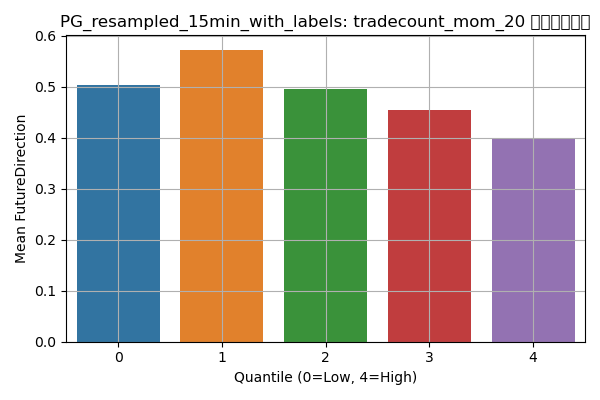 PG_resampled_15min_with_labels: tradecount_mom_20
0.6
0.5
0.4
0.3
0.2
0.1
0.0
Mean FutureDirection
0 1 2 3 4
Quantile (0=Low, 4=High)